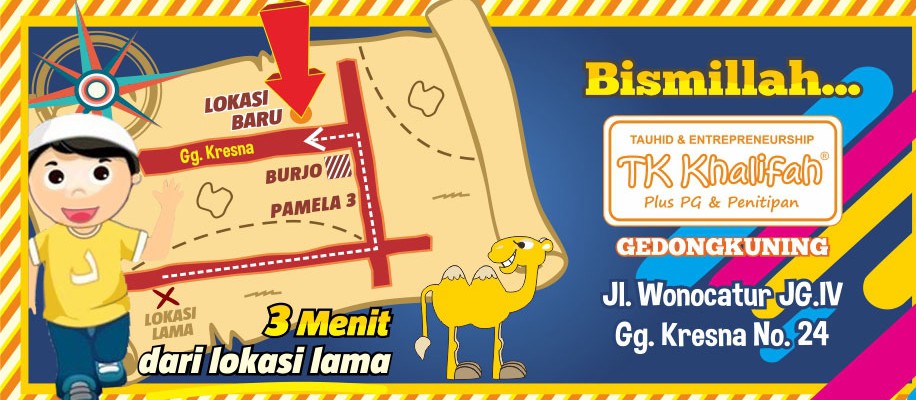 LOKASI
BARU
Gg. Kresna
BURJO
PAMELA 3
LOKASI
LAMA
3 Menit
dari lokasi lama
Bismillah...
TAUHID & ENTREPRENEURSHIP
TK Khalifah®
Plus PG & Penitipan
GEDONGKUNING
Jl. Wonocatur JG.IV
Gg. Kresna No. 24